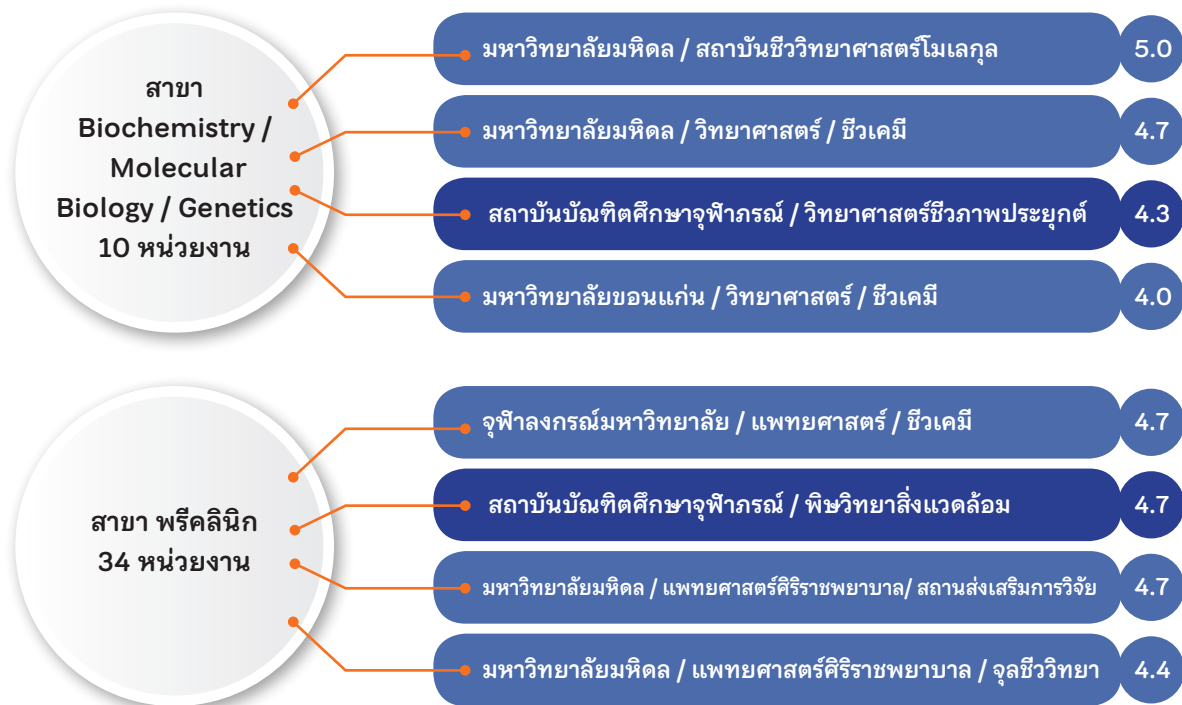 สาขา
Biochemistry /
Molecular
Biology / Genetics
10 หน่วยงาน
มหาวิทยาลัยมหิดล / สถาบันชีววิทยาศาสตร์โมเลกุล 5.0
มหาวิทยาลัยมหิดล / วิทยาศาสตร์ / ชีวเคมี 4.7
สถาบันบัณฑิตศึกษาจุฬาภรณ์ / วิทยาศาสตร์ชีวภาพประยุกต์ 4.3
มหาวิทยาลัยขอนแก่น / วิทยาศาสตร์ / ชีวเคมี 4.0
สาขา พรีคลินิก
34 หน่วยงาน
จุฬาลงกรณ์มหาวิทยาลัย / แพทยศาสตร์ / ชีวเคมี 4.7
สถาบันบัณฑิตศึกษาจุฬาภรณ์ / พิษวิทยาสิ่งแวดล้อม 4.7
มหาวิทยาลัยมหิดล / แพทยศาสตร์ศิริราชพยาบาล/ สถานส่งเสริมการวิจัย 4.7
มหาวิทยาลัยมหิดล / แพทยศาสตร์ศิริราชพยาบาล / จุลชีววิทยา 4.4